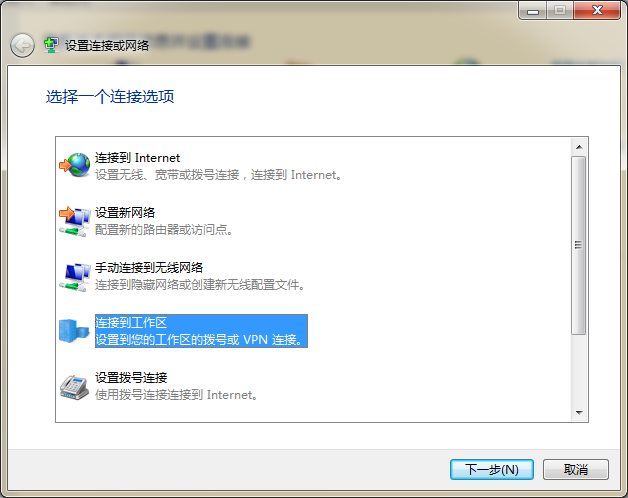 设置连接或网络
选择一个连接选项
连接到 Internet
设置无线、宽带或拨号连接，连接到 Internet。
设置新网络
配置新的路由器或访问点。
手动连接到无线网络
连接到隐藏网络或创建新无线配置文件。
连接到工作区
设置到您的工作区的拨号或 VPN 连接。
设置拨号连接
使用拨号连接连接到 Internet。
下一步(N)
取消